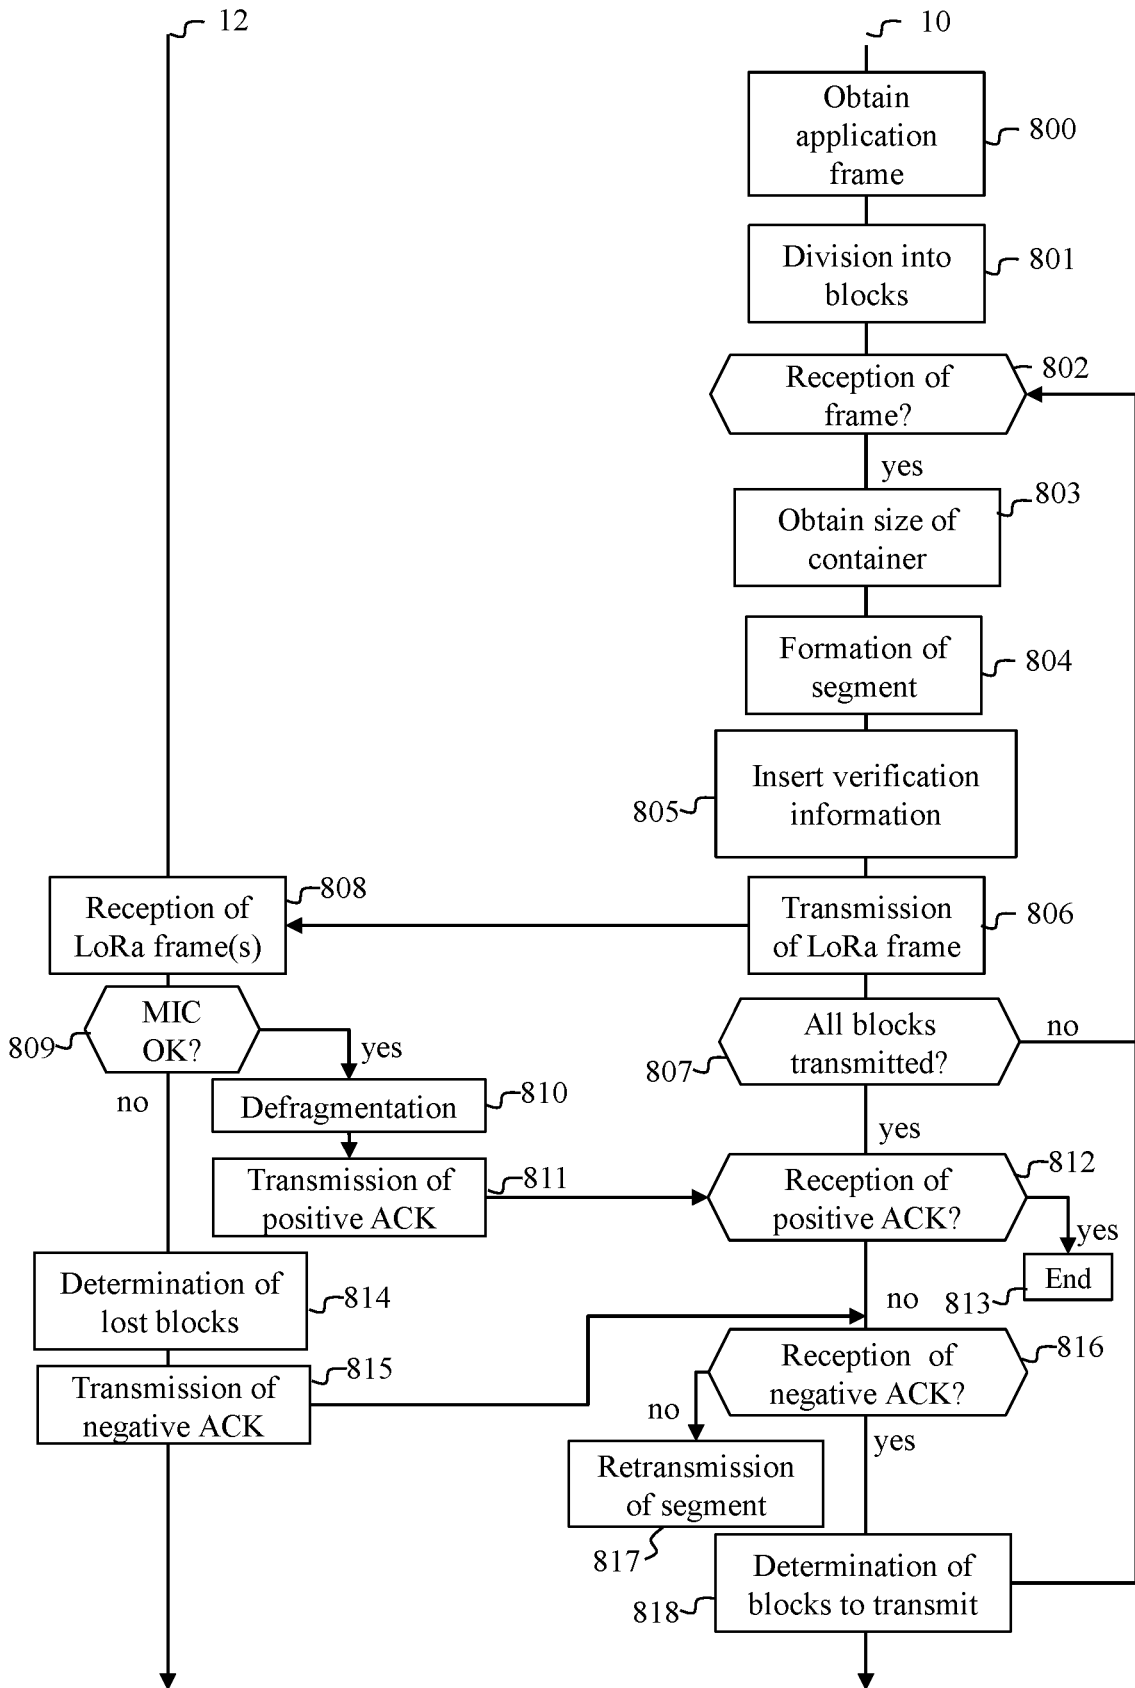 12
10
Obtain
application
frame
800
Division into
blocks
801
Reception of
frame?
802
yes
Obtain size of
container
803
Formation of
segment
804
Insert verification
information
805
Reception of
LoRa frame(s)
808
Transmission
of LoRa frame
806
MIC
OK?
809
yes
no
All blocks
transmitted?
807
no
yes
Defragmentation
810
Transmission of
positive ACK
811
Reception of
positive ACK?
812
yes
End
813
no
Determination of
lost blocks
814
Transmission of
negative ACK
815
Reception of
negative ACK?
816
no
yes
Retransmission
of segment
817
Determination of
blocks to transmit
818